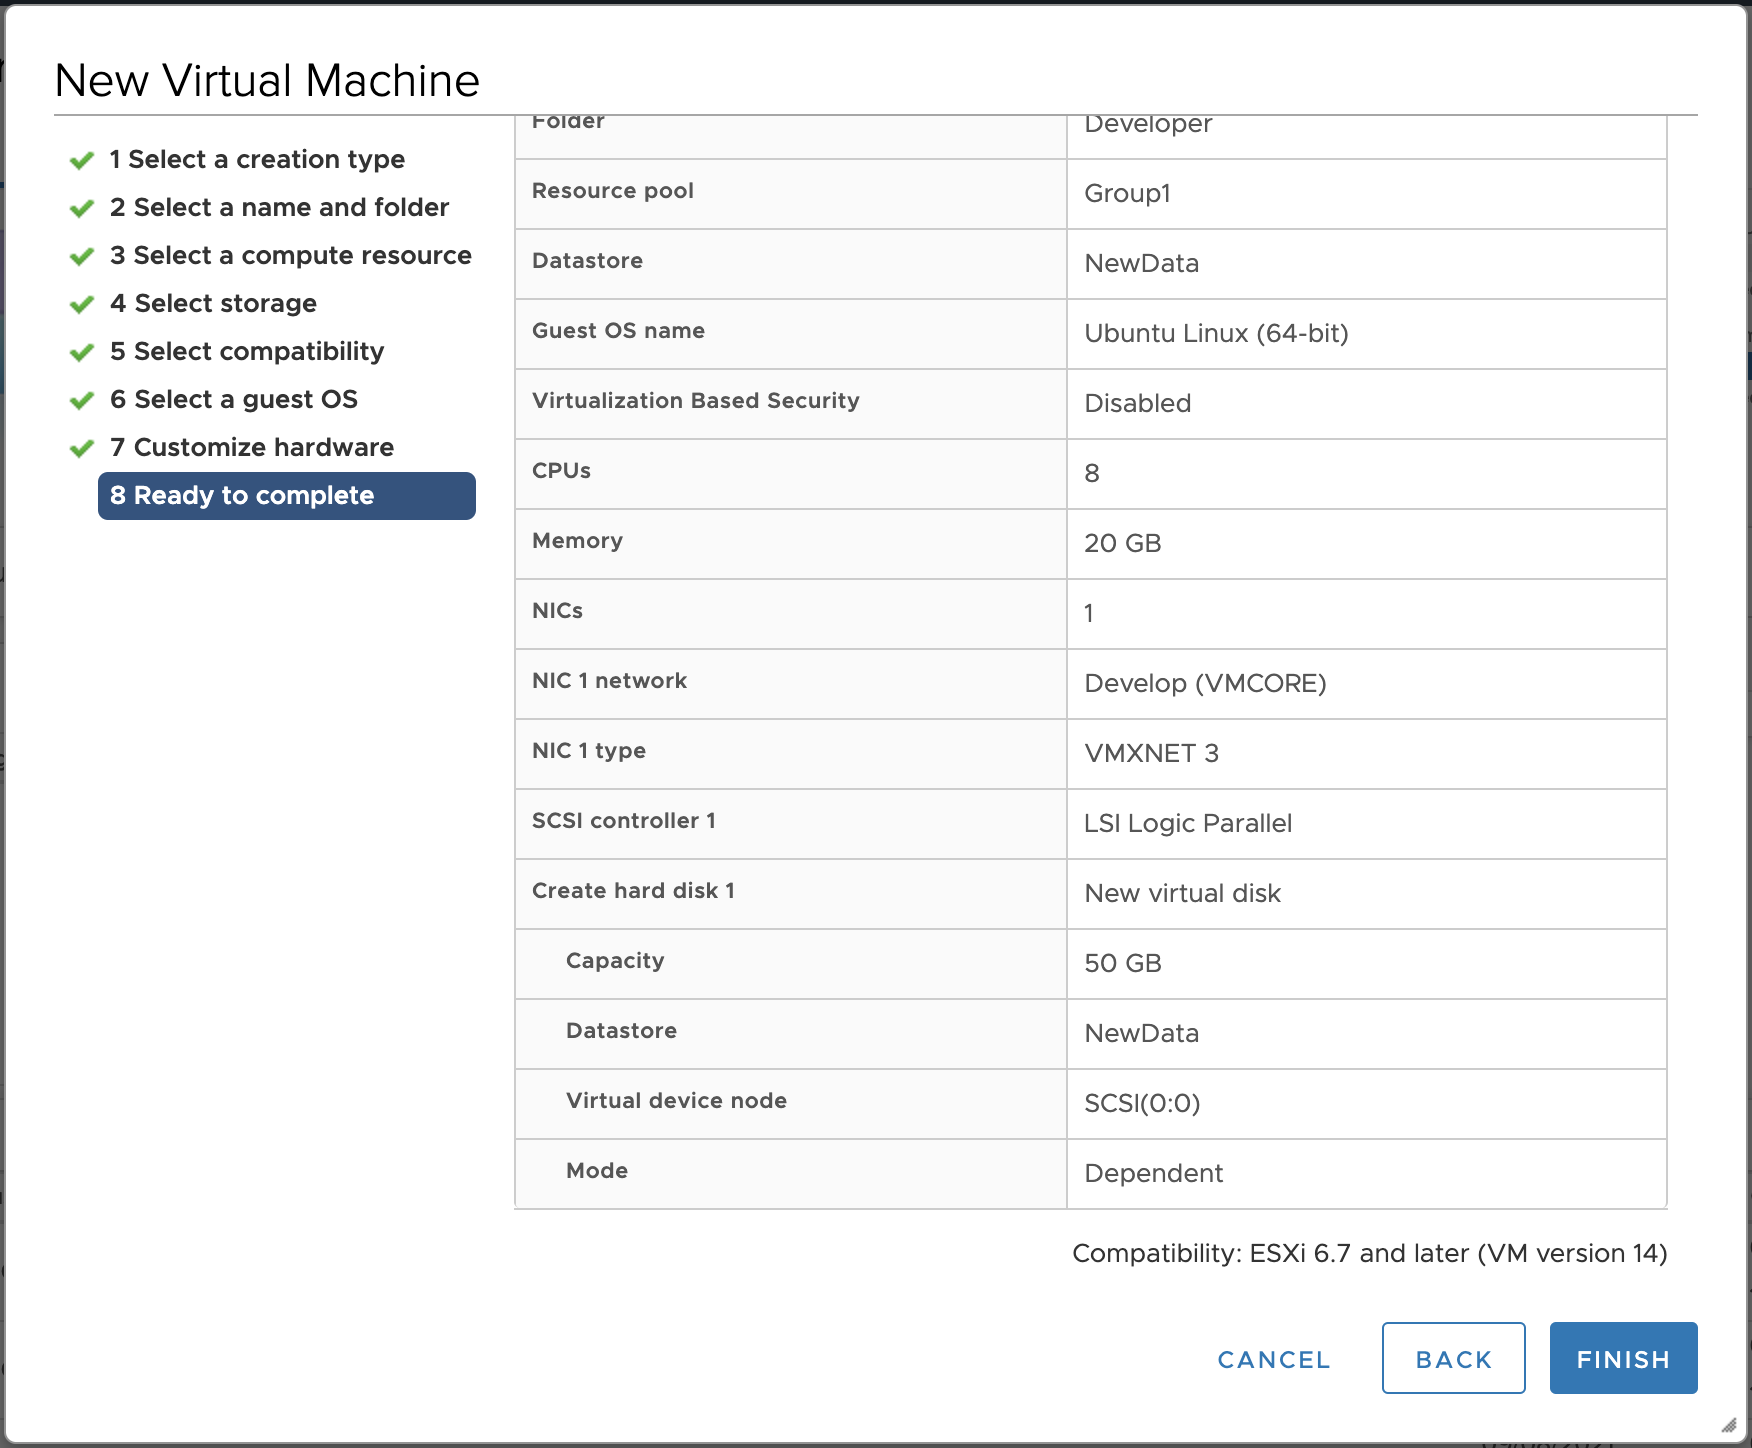 New Virtual Machine
1 Select a creation type
2 Select a name and folder
3 Select a compute resource
4 Select storage
5 Select compatibility
6 Select a guest OS
7 Customize hardware
8 Ready to complete
Folder Developer
Resource pool Group1
Datastore NewData
Guest OS name Ubuntu Linux (64-bit)
Virtualization Based Security Disabled
CPUs 8
Memory 20 GB
NICs 1
NIC 1 network Develop (VMCORE)
NIC 1 type VMXNET 3
SCSI controller 1 LSI Logic Parallel
Create hard disk 1 New virtual disk
Capacity 50 GB
Datastore NewData
Virtual device node SCSI(0:0)
Mode Dependent
Compatibility: ESXi 6.7 and later (VM version 14)
CANCEL BACK FINISH